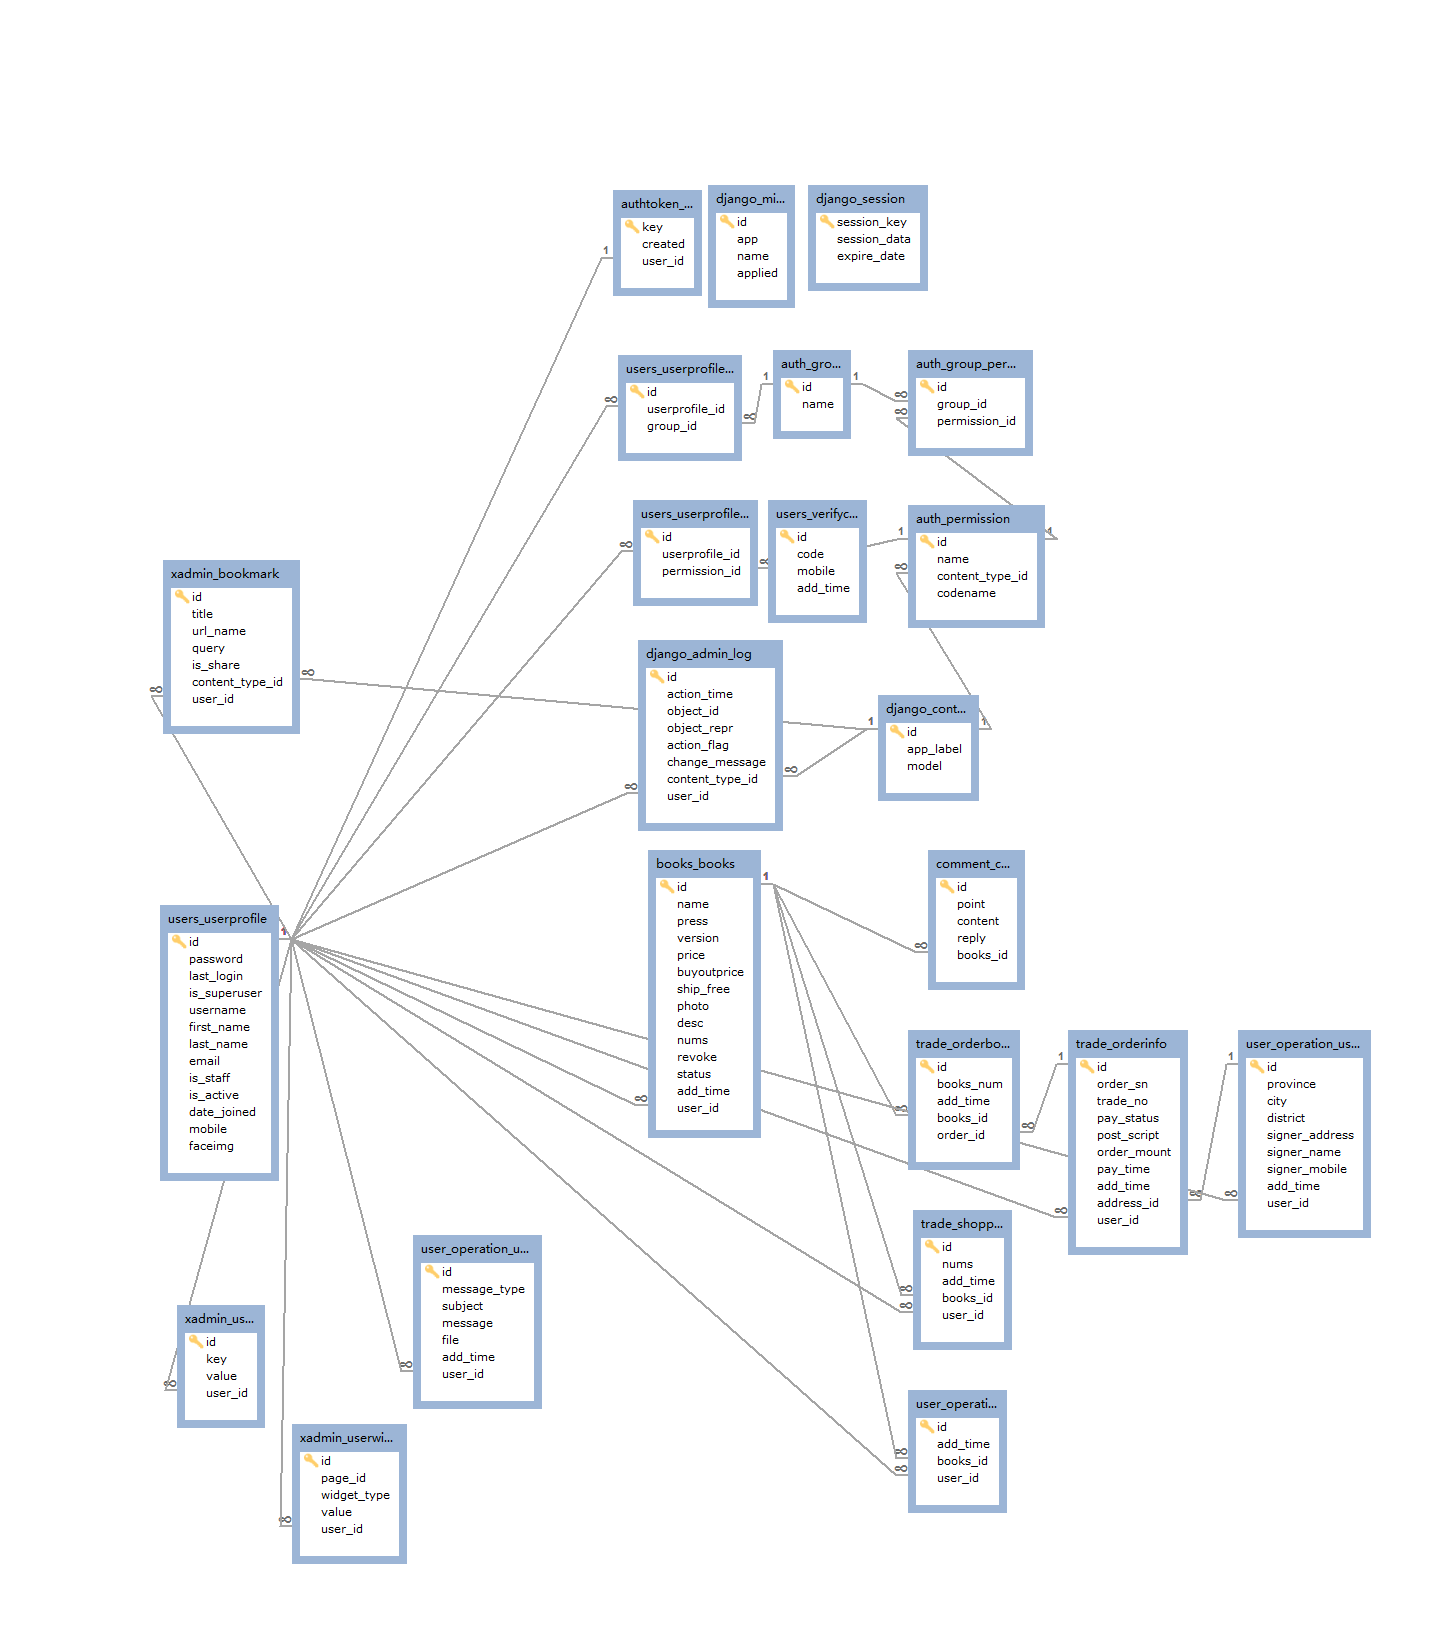 authtoken_...
key
created
user_id
django_mi...
id
app
name
applied
django_session
session_key
session_data
expire_date
users_userprofile...
id
userprofile_id
group_id
auth_gro...
id
name
auth_group_per...
id
group_id
permission_id
users_userprofile...
id
userprofile_id
permission_id
users_verifyc...
id
code
mobile
add_time
auth_permission
id
name
content_type_id
codename
xadmin_bookmark
id
title
url_name
query
is_share
content_type_id
user_id
django_admin_log
id
action_time
object_id
object_repr
action_flag
change_message
content_type_id
user_id
django_cont...
id
app_label
model
books_books
id
name
press
version
price
buyoutprice
ship_free
photo
desc
nums
revoke
status
add_time
user_id
comment_c...
id
point
content
reply
books_id
users_userprofile
id
password
last_login
is_superuser
username
first_name
last_name
email
is_staff
is_active
date_joined
mobile
faceimg
trade_orderbo...
id
books_num
add_time
books_id
order_id
trade_orderinfo
id
order_sn
trade_no
pay_status
post_script
order_mount
pay_time
add_time
address_id
user_id
user_operation_us...
id
province
city
district
signer_address
signer_name
signer_mobile
add_time
user_id
trade_shopp...
id
nums
add_time
books_id
user_id
user_operation_u...
id
message_type
subject
message
file
add_time
user_id
xadmin_us...
id
key
value
user_id
user_operati...
id
add_time
books_id
user_id
xadmin_userwi...
id
page_id
widget_type
value
user_id